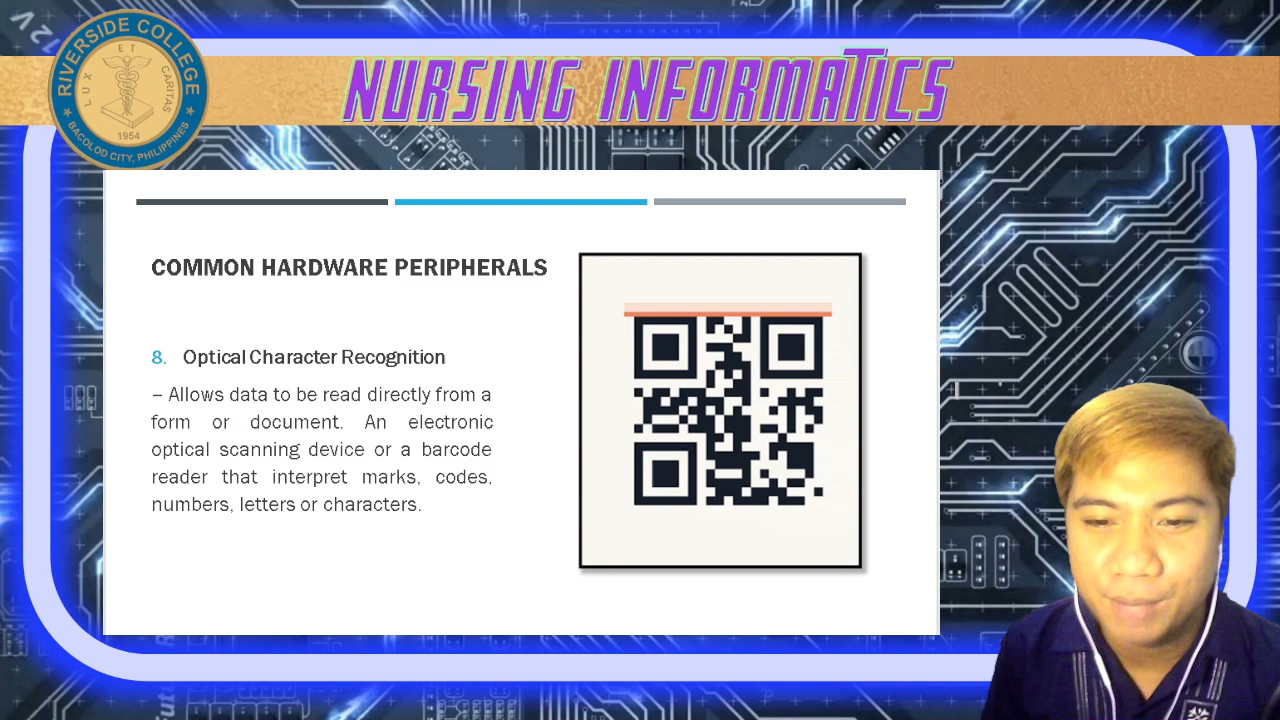 RIVERSIDE COLLEGE
ET
LUX
CARITAS
1954
BACOLOD CITY, PHILIPPINES
NURSING INFORMATICS
COMMON HARDWARE PERIPHERALS
8. Optical Character Recognition
– Allows data to be read directly from a
form or document. An electronic
optical scanning device or a barcode
reader that interpret marks, codes,
numbers, letters or characters.
12V